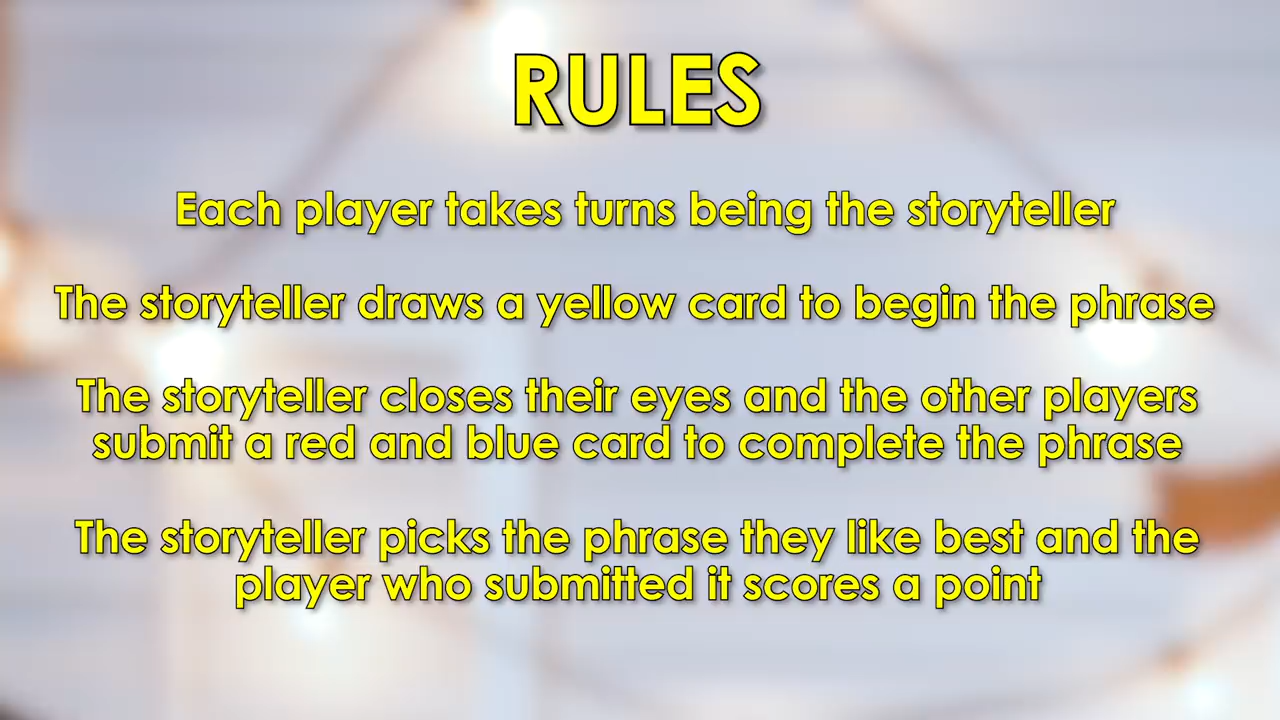 RULES
Each player takes turns being the storyteller
The storyteller draws a yellow card to begin the phrase
The storyteller closes their eyes and the other players
submit a red and blue card to complete the phrase
The storyteller picks the phrase they like best and the
player who submitted it scores a point